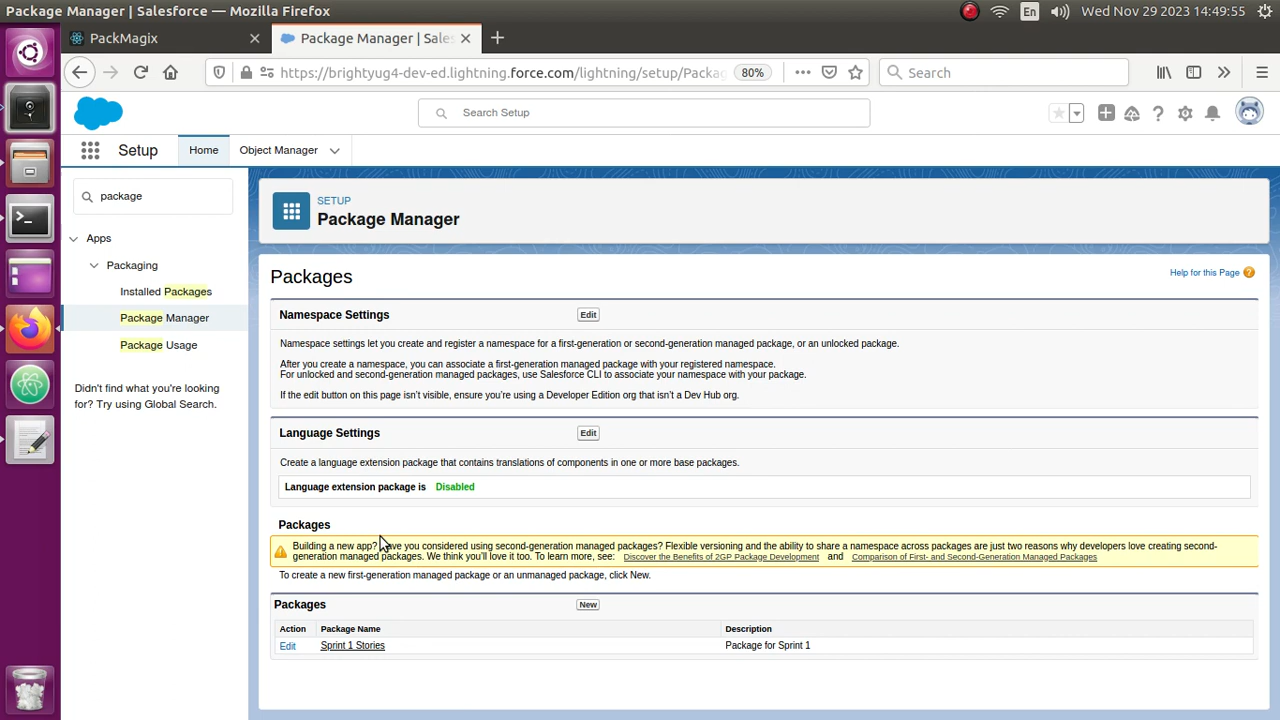 Package Manager | Salesforce — Mozilla Firefox
En
Wed Nov 29 2023 14:49:55
PackMagix
Package Manager | Sales
https://brightyug4-dev-ed.lightning.force.com/lightning/setup/Packag
80%
Search
Search Setup
Setup
Home
Object Manager
package
Apps
Packaging
Installed Packages
Package Manager
Package Usage
Didn't find what you're looking
for? Try using Global Search.
SETUP
Package Manager
Packages
Help for this Page
Namespace Settings
Edit
Namespace settings let you create and register a namespace for a first-generation or second-generation managed package, or an unlocked package.
After you create a namespace, you can associate a first-generation managed package with your registered namespace.
For unlocked and second-generation managed packages, use Salesforce CLI to associate your namespace with your package.
If the edit button on this page isn't visible, ensure you're using a Developer Edition org that isn't a Dev Hub org.
Language Settings
Edit
Create a language extension package that contains translations of components in one or more base packages.
Language extension package is Disabled
Packages
Building a new app? Have you considered using second-generation managed packages? Flexible versioning and the ability to share a namespace across packages are just two reasons why developers love creating second-
generation managed packages. We think you'll love it too. To learn more, see: Discover the Benefits of 2GP Package Development and Comparison of First- and Second-Generation Managed Packages
To create a new first-generation managed package or an unmanaged package, click New.
Packages
New
Action Package Name Description
Edit Sprint 1 Stories Package for Sprint 1